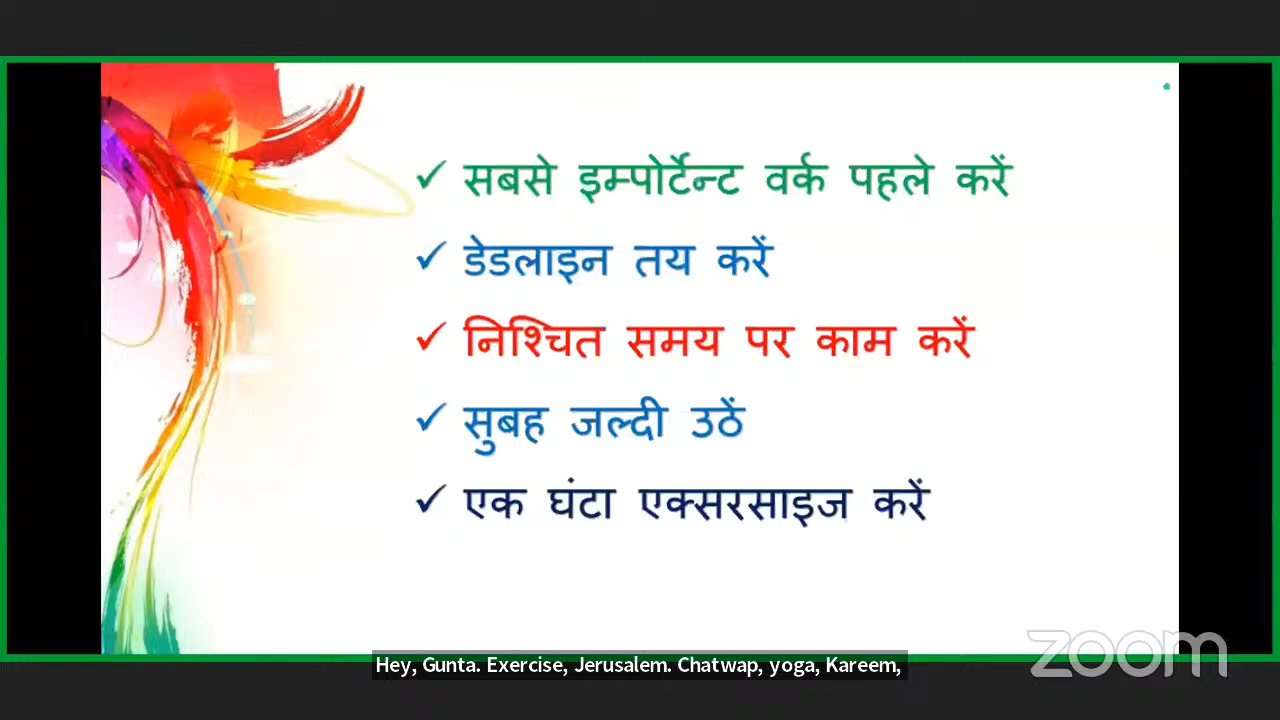 ✓ सबसे इम्पोर्टेन्ट वर्क पहले करें
✓ डेडलाइन तय करें
✓ निश्चित समय पर काम करें
✓ सुबह जल्दी उठें
✓ एक घंटा एक्सरसाइज करें
zoom
Hey, Gunta. Exercise, Jerusalem. Chatwap, yoga, Kareem,